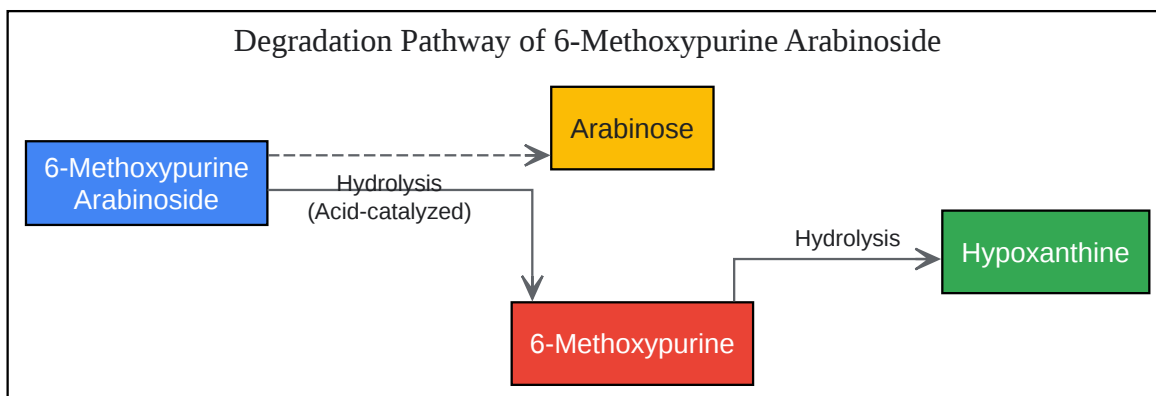 Degradation Pathway of 6-Methoxypurine Arabinoside
Arabinose
6-Methoxypurine
Arabinoside
Hydrolysis
(Acid-catalyzed)
Hydrolysis
Hypoxanthine
6-Methoxypurine